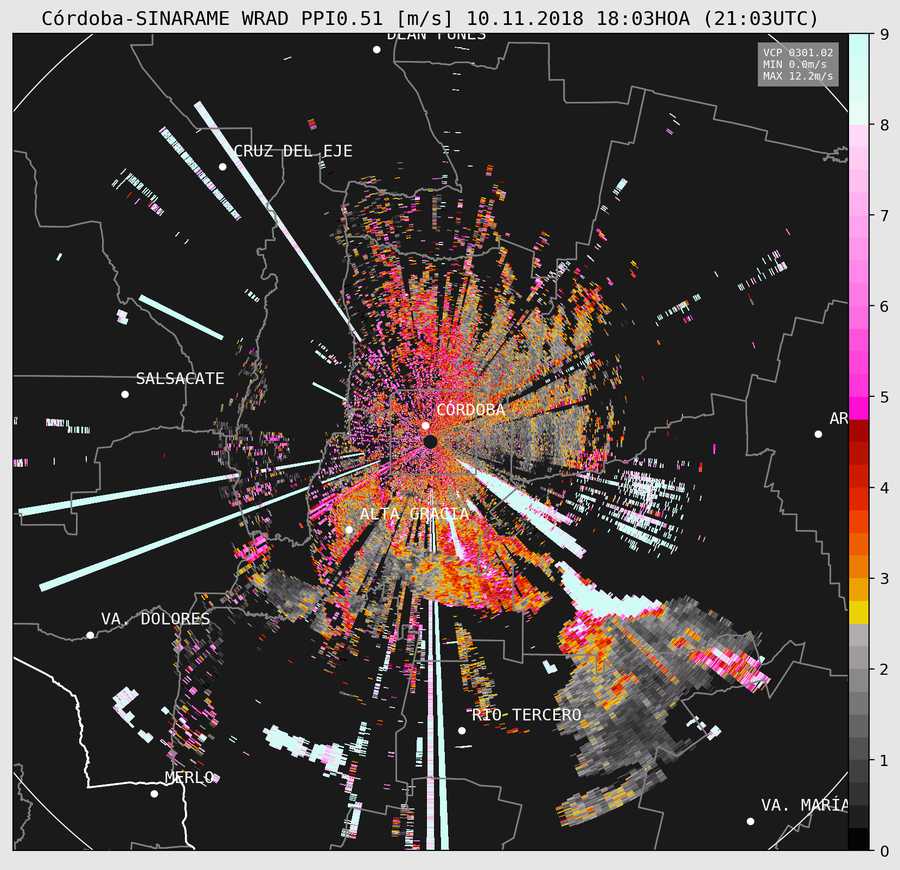 Córdoba-SINARAME WRAD PPI0.51 [m/s] 10.11.2018 18:03HOA (21:03UTC)
DEAN FUNES
VCP 0301.02
MIN 0.0m/s
MAX 12.2m/s
CRUZ DEL EJE
SALSACATE
CÓRDOBA
AR
ALTA GRACIA
VA. DOLORES
RIO TERCERO
MERLO
VA. MARÍA
9
8
7
6
5
4
3
2
1
0